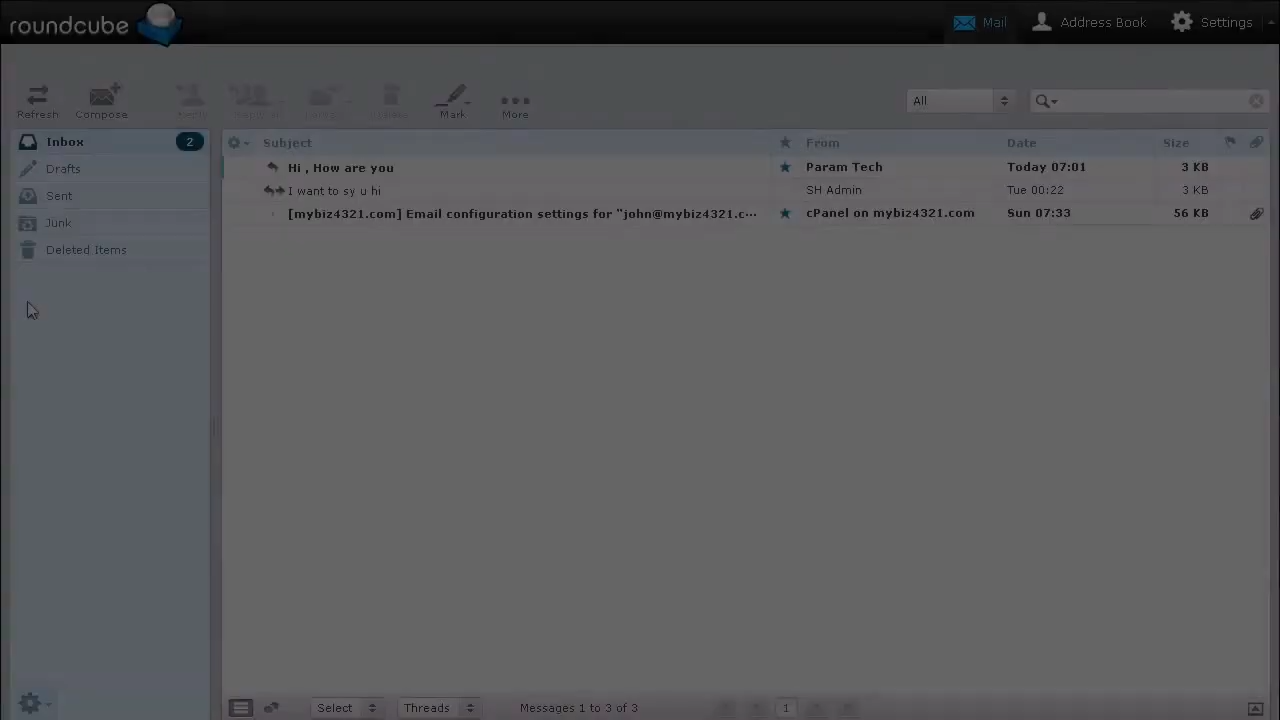 roundcube
Mail Address Book Settings
Refresh Compose Reply Mark More
All
Inbox 2
Drafts
Sent
Junk
Deleted Items
Subject From Date Size
Hi , How are you Param Tech Today 07:01 3 KB
I want to sy u hi SH Admin Tue 00:22 3 KB
[mybiz4321.com] Email configuration settings for "john@mybiz4321.c... cPanel on mybiz4321.com Sun 07:33 56 KB
Select Threads Messages 1 to 3 of 3 1